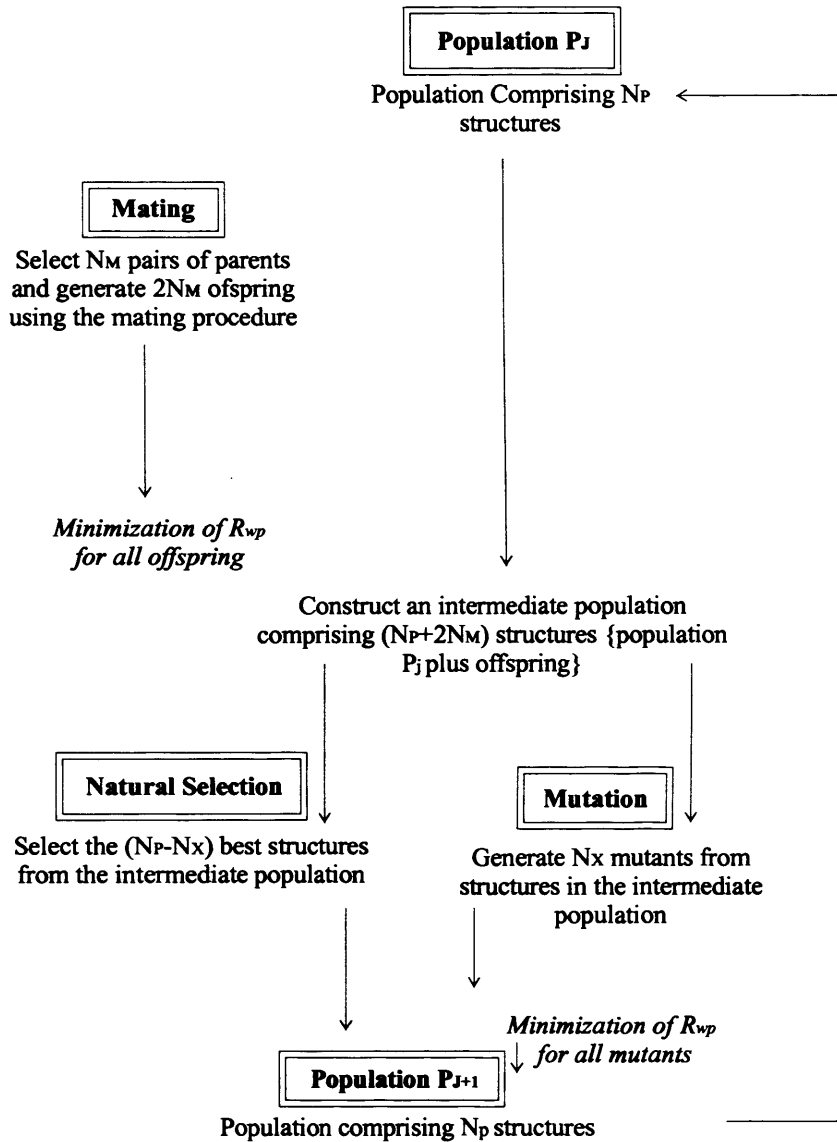 Population PJ
Population Comprising NP
structures
Mating
Select NM pairs of parents
and generate 2NM ofspring
using the mating procedure
Minimization of Rwp
for all offspring
Construct an intermediate population
comprising (NP+2NM) structures {population
Pj plus offspring}
Natural Selection
Select the (NP-NX) best structures
from the intermediate population
Mutation
Generate NX mutants from
structures in the intermediate
population
Minimization of Rwp
for all mutants
Population PJ+1
Population comprising Np structures